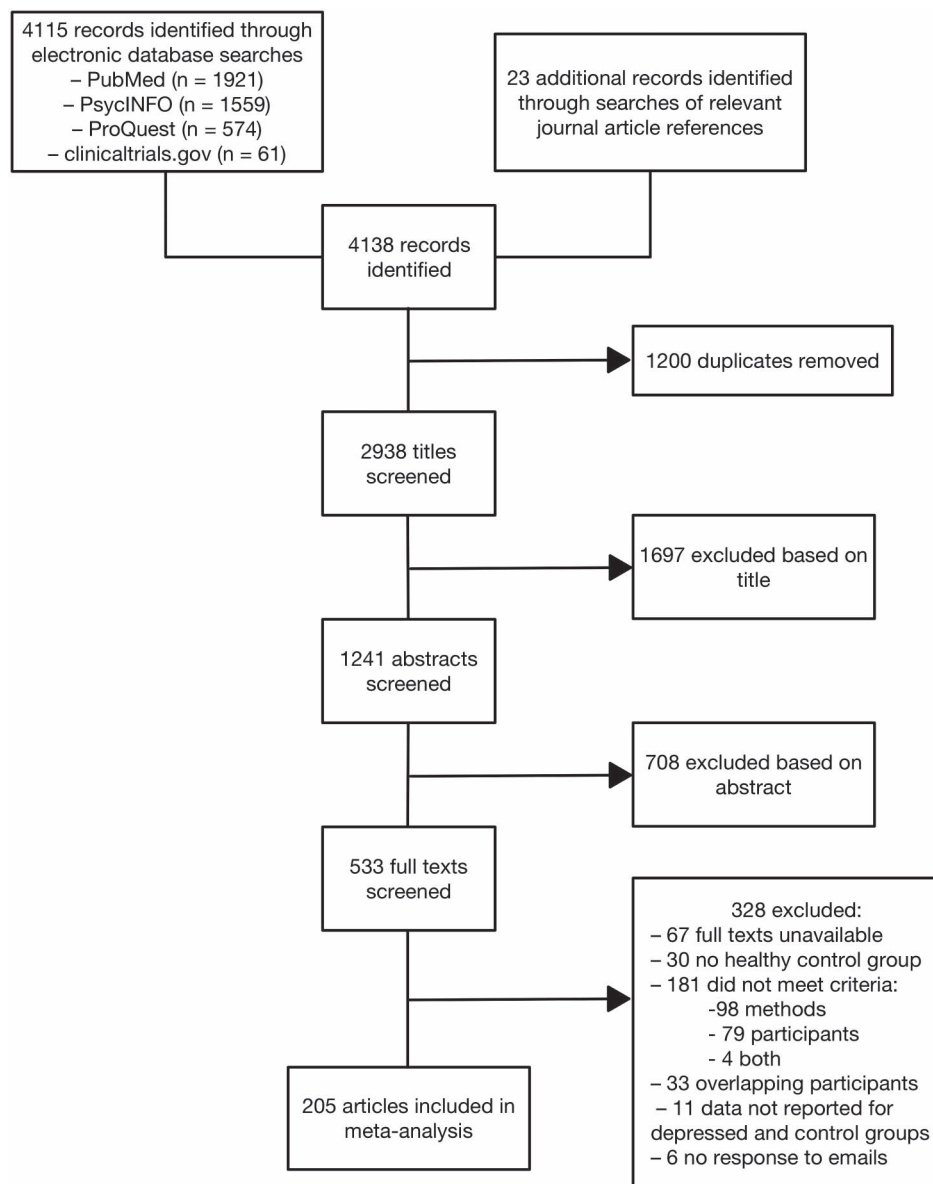 4115 records identified through
electronic database searches
– PubMed (n = 1921)
– PsycINFO (n = 1559)
– ProQuest (n = 574)
– clinicaltrials.gov (n = 61)
23 additional records identified
through searches of relevant
journal article references
4138 records
identified
1200 duplicates removed
2938 titles
screened
1697 excluded based on
title
1241 abstracts
screened
708 excluded based on
abstract
533 full texts
screened
328 excluded:
– 67 full texts unavailable
– 30 no healthy control group
– 181 did not meet criteria:
-98 methods
- 79 participants
- 4 both
– 33 overlapping participants
– 11 data not reported for
depressed and control groups
– 6 no response to emails
205 articles included in
meta-analysis